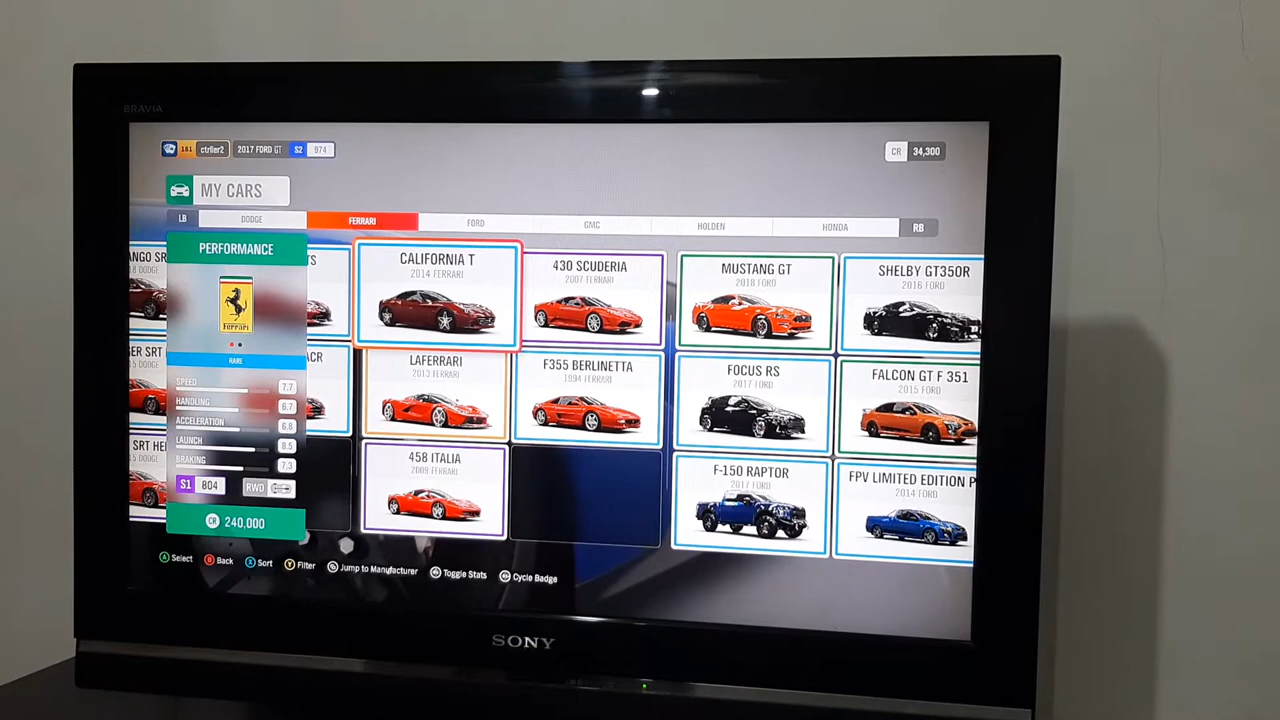 BRAVIA
181 ctrller2 2017 FORD GT S2 974
CR 34,300
MY CARS
LB DODGE FERRARI FORD GMC HOLDEN HONDA RB
PERFORMANCE
Ferrari
RARE
SPEED 7.7
HANDLING 6.7
ACCELERATION 6.8
LAUNCH 8.5
BRAKING 7.3
S1 804 RWD
CR 240,000
CALIFORNIA T
2014 FERRARI
430 SCUDERIA
2007 FERRARI
MUSTANG GT
2018 FORD
SHELBY GT350R
2016 FORD
LAFERRARI
2013 FERRARI
F355 BERLINETTA
1994 FERRARI
FOCUS RS
2017 FORD
FALCON GT F 351
2015 FORD
458 ITALIA
2009 FERRARI
F-150 RAPTOR
2017 FORD
FPV LIMITED EDITION P
2014 FORD
ACR
SRT HE
DODGE
A Select B Back X Sort Y Filter Jump to Manufacturer Toggle Stats Cycle Badge
SONY